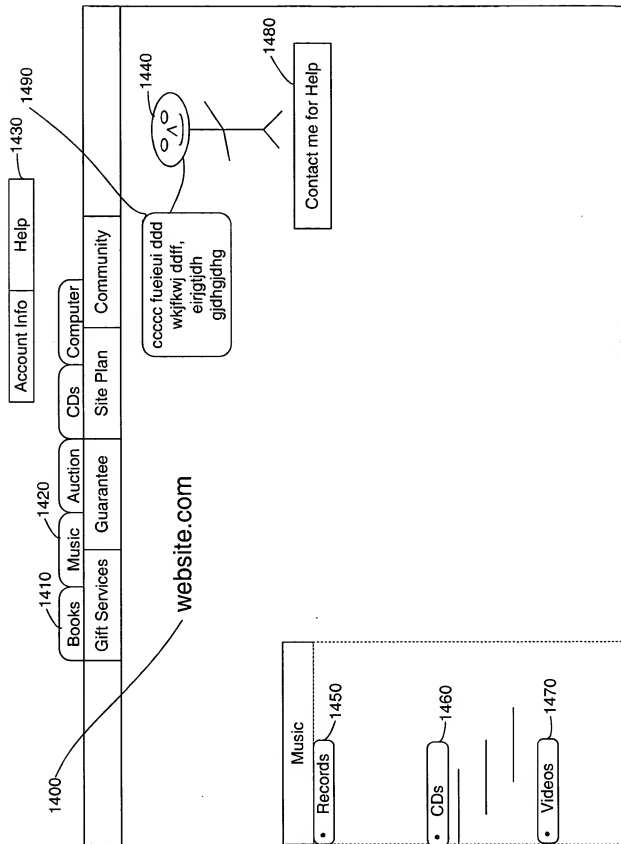 Account Info Help 1430
1490
1410 1420
Books Music Auction CDs Computer
Gift Services Guarantee Site Plan Community
1400
website.com
ccccc fueieui ddd
wkjfkwj ddff,
eirjgtjdh
gjdhgjdhg
1440
1480
Contact me for Help
Music
• Records 1450
• CDs 1460
• Videos 1470